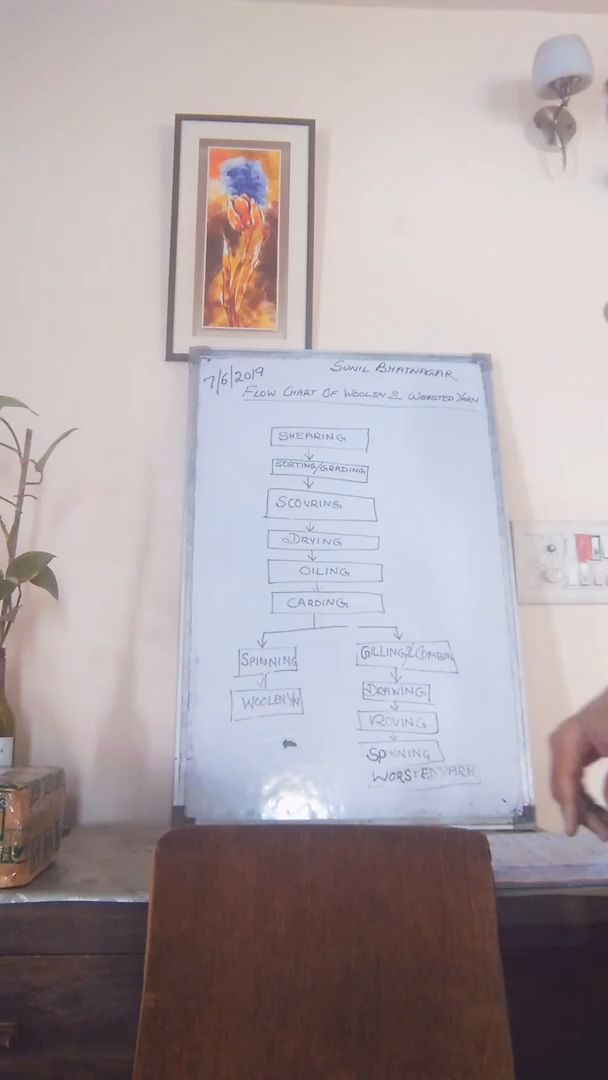 7/6/2019
SUNIL BHATNAGAR
FLOW CHART OF WOOLEN & WORSTED YARN
SHEARING
SORTING/GRADING
SCOURING
DRYING
OILING
CARDING
SPINNING
WOOLEN YN
GILLING & COMBING
DRAWING
ROVING
SPINNING
WORSTED YARN